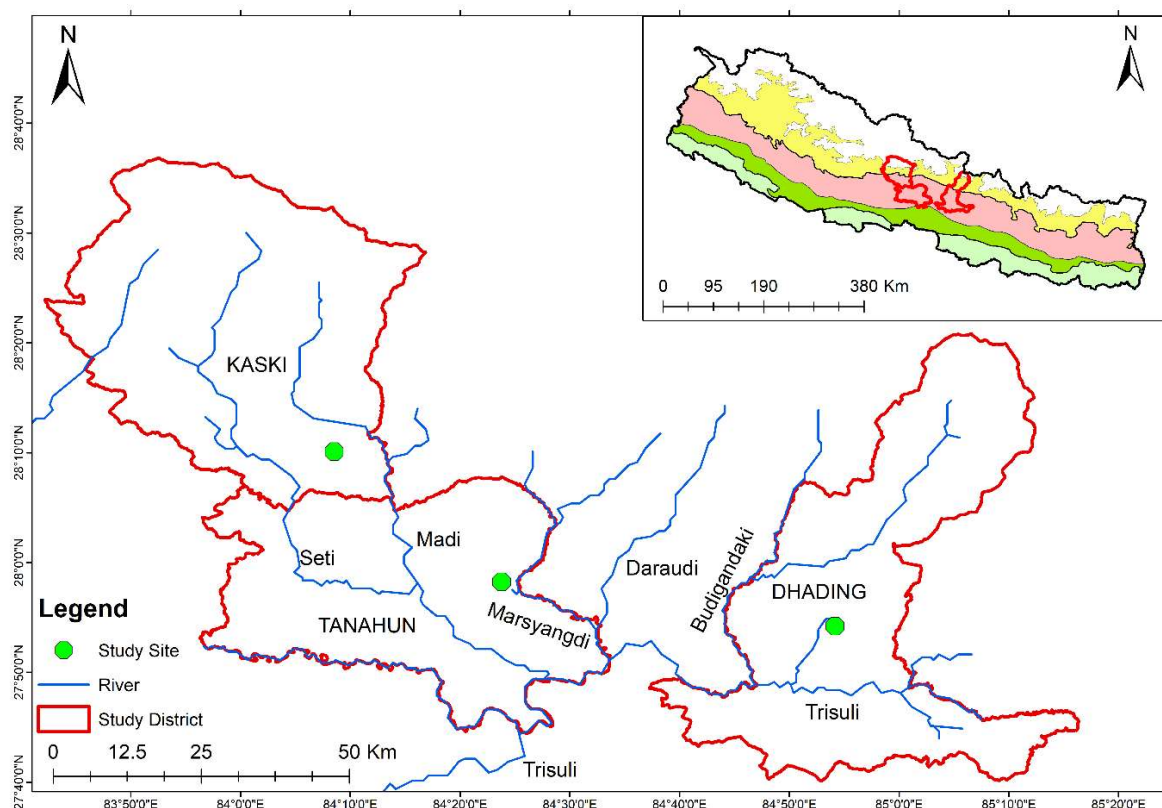 N
N
0 95 190 380 Km
28°40'0"N
28°30'0"N
28°20'0"N
28°10'0"N
28°0'0"N
27°50'0"N
27°40'0"N
KASKI
Madi
Seti
Daraudi
Budigandaki
DHADING
TANAHUN
Marsyangdi
Trisuli
Trisuli
Legend
Study Site
River
Study District
0 12.5 25 50 Km
83°50'0"E 84°0'0"E 84°10'0"E 84°20'0"E 84°30'0"E 84°40'0"E 84°50'0"E 85°0'0"E 85°10'0"E 85°20'0"E